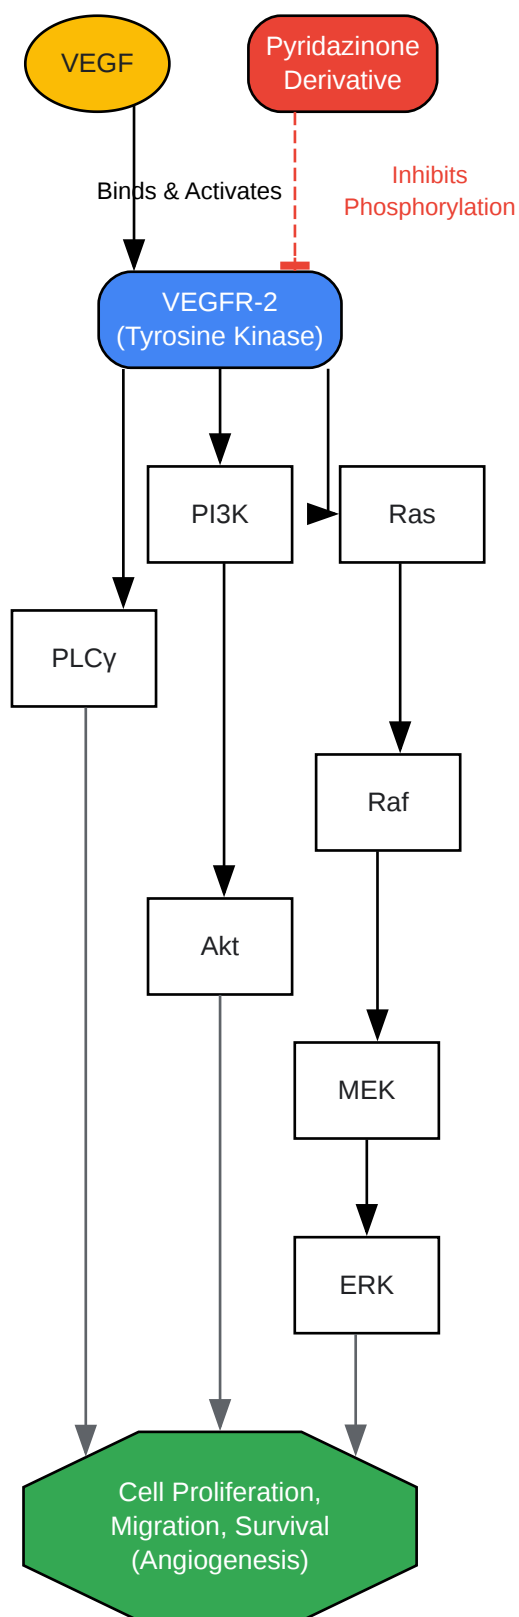 VEGF
Pyridazinone
Derivative
Binds & Activates
Inhibits
Phosphorylation
VEGFR-2
(Tyrosine Kinase)
PI3K
Ras
PLCγ
Raf
Akt
MEK
ERK
Cell Proliferation,
Migration, Survival
(Angiogenesis)